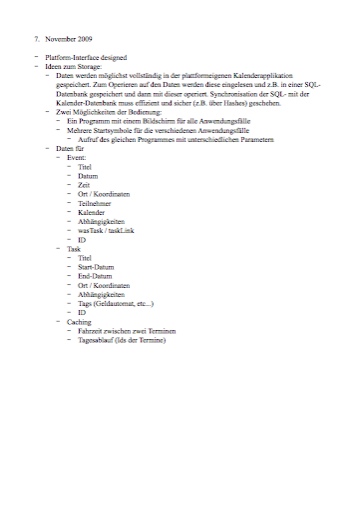 7. November 2009
- Platform-Interface designed
- Ideen zum Storage:
- Daten werden möglichst vollständig in der plattformeigenen Kalenderapplikation
gespeichert. Zum Operieren auf den Daten werden diese eingelesen und z.B. in einer SQL-
Datenbank gespeichert und dann mit dieser operiert. Synchronisation der SQL- mit der
Kalender-Datenbank muss effizient und sicher (z.B. über Hashes) geschehen.
- Zwei Möglichkeiten der Bedienung:
- Ein Programm mit einem Bildschirm für alle Anwendungsfälle
- Mehrere Startsymbole für die verschiedenen Anwendungsfälle
- Aufruf des gleichen Programmes mit unterschiedlichen Parametern
- Daten für
- Event:
- Titel
- Datum
- Zeit
- Ort / Koordinaten
- Teilnehmer
- Kalender
- Abhängigkeiten
- wasTask / taskLink
- ID
- Task
- Titel
- Start-Datum
- End-Datum
- Ort / Koordinaten
- Abhängigkeiten
- Tags (Geldautomat, etc...)
- ID
- Caching
- Fahrzeit zwischen zwei Terminen
- Tagesablauf (Ids der Termine)